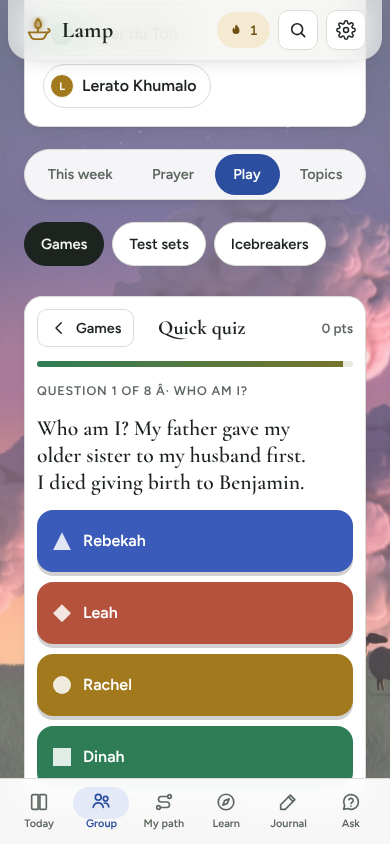 Lamp
1
L Lerato Khumalo
This week Prayer Play Topics
Games Test sets Icebreakers
Games Quick quiz 0 pts
QUESTION 1 OF 8 Â· WHO AM I?
Who am I? My father gave my
older sister to my husband first.
I died giving birth to Benjamin.
Rebekah
Leah
Rachel
Dinah
Today Group My path Learn Journal Ask